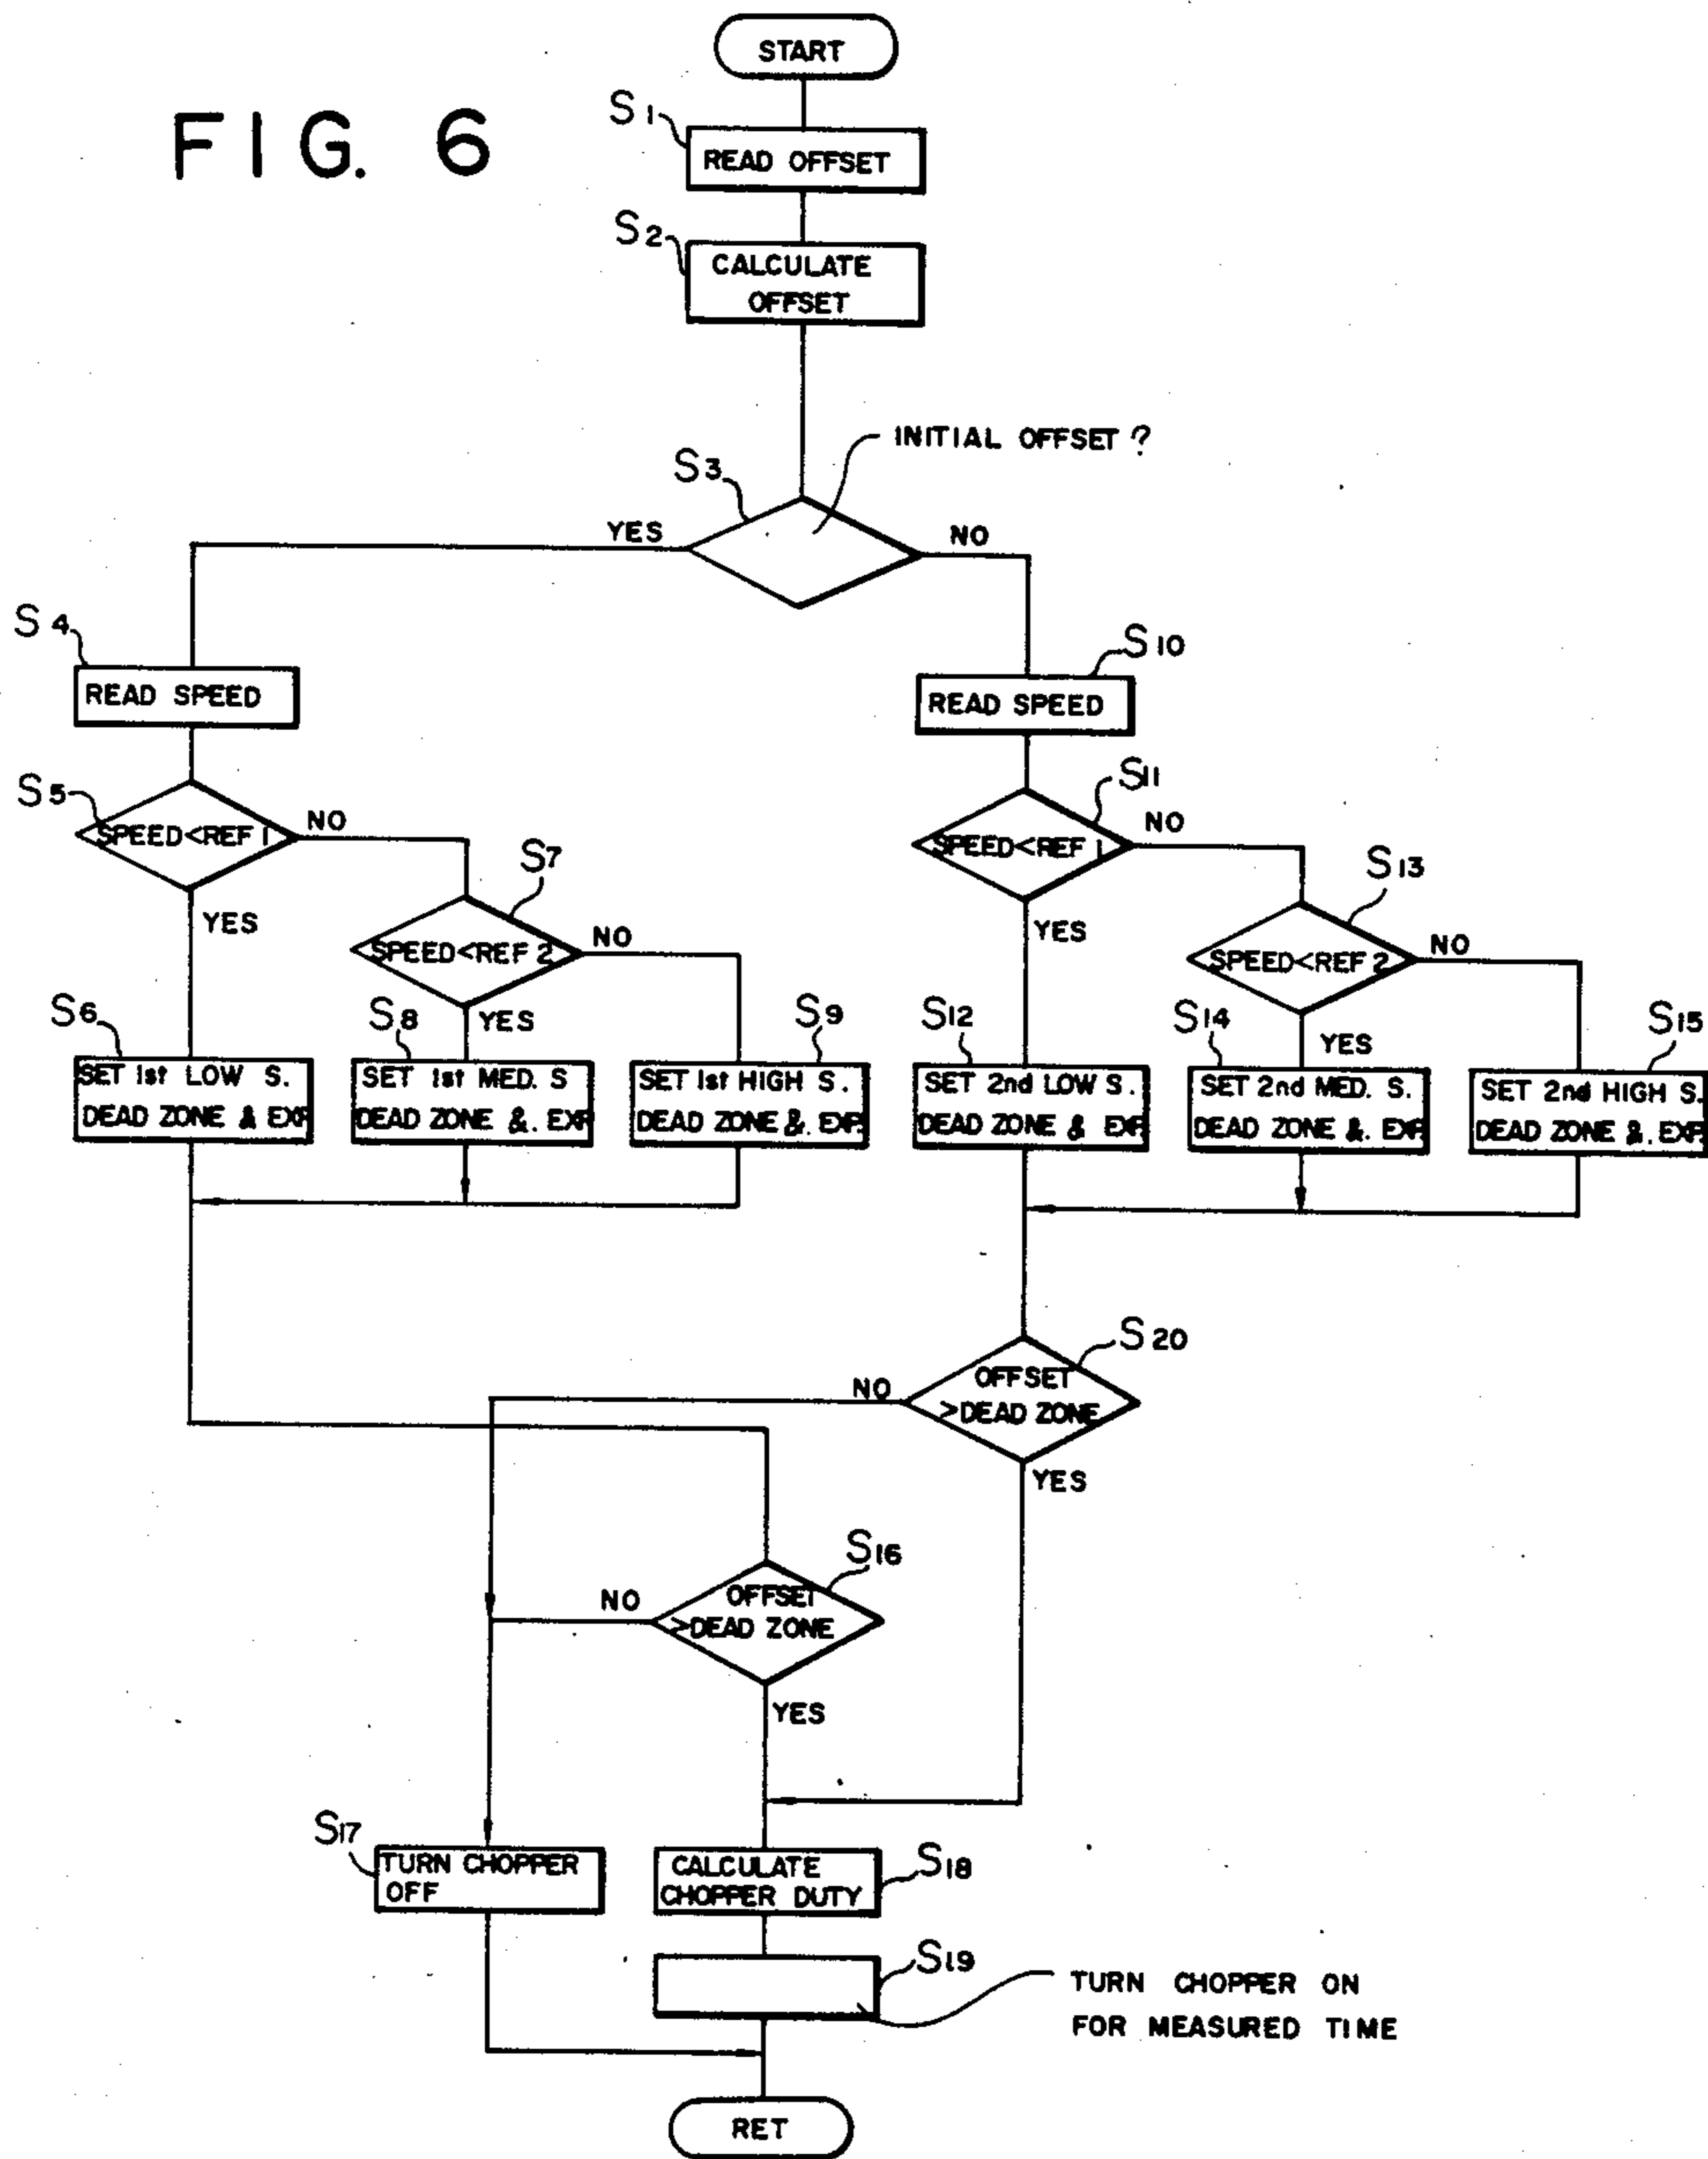 FIG. 6
START
S1
READ OFFSET
S2
CALCULATE
OFFSET
INITIAL OFFSET ?
S3
YES
NO
S4
READ SPEED
S10
READ SPEED
S5
SPEED<REF 1
NO
YES
S11
SPEED<REF 1
NO
YES
S7
SPEED<REF 2
NO
YES
S13
SPEED<REF 2
NO
YES
S6
SET 1st LOW S.
DEAD ZONE & EXP.
S8
SET 1st MED. S
DEAD ZONE &. EXP.
S9
SET 1st HIGH S.
DEAD ZONE &. EXP.
S12
SET 2nd LOW S.
DEAD ZONE & EXP.
S14
SET 2nd MED. S.
DEAD ZONE &. EXP.
S15
SET 2nd HIGH S.
DEAD ZONE &. EXP.
S20
OFFSET
>DEAD ZONE
NO
YES
S16
OFFSET
>DEAD ZONE
NO
YES
S17
TURN CHOPPER
OFF
S18
CALCULATE
CHOPPER DUTY
S19
TURN CHOPPER ON
FOR MEASURED TIME
RET